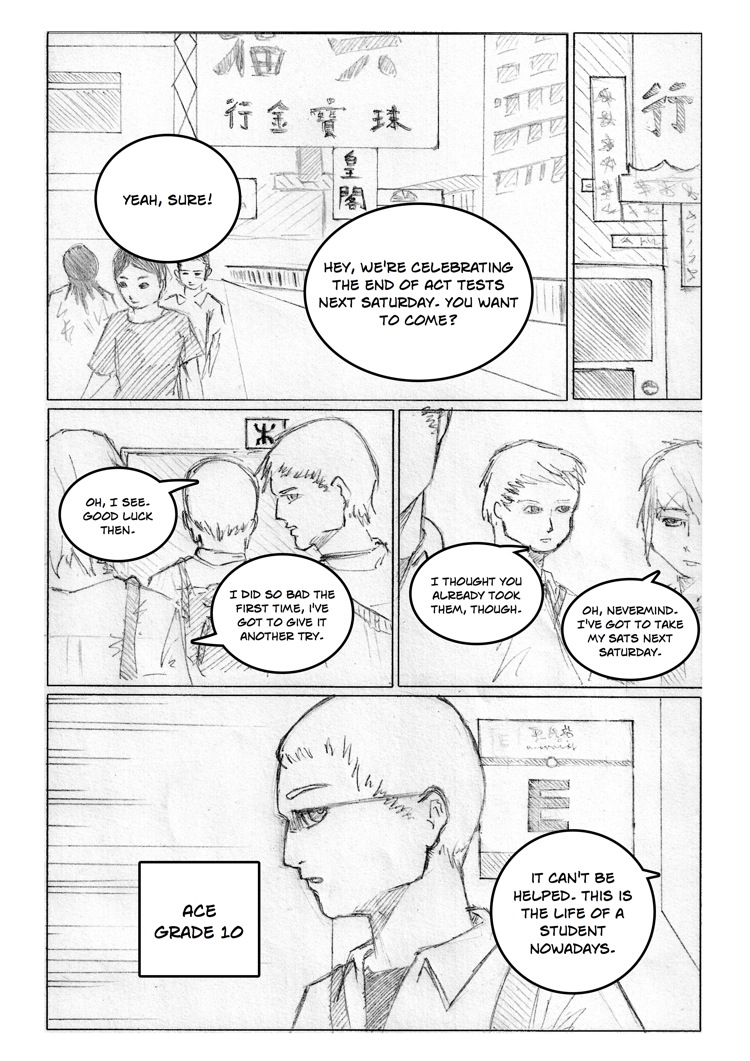 行
六福
珠寶金行
皇
閣
HEY, WE'RE CELEBRATING
THE END OF ACT TESTS
NEXT SATURDAY. YOU WANT
TO COME?
YEAH, SURE!
OH, NEVERMIND.
I'VE GOT TO TAKE
MY SATS NEXT
SATURDAY.
I THOUGHT YOU
ALREADY TOOK
THEM, THOUGH.
I DID SO BAD THE
FIRST TIME, I'VE
GOT TO GIVE IT
ANOTHER TRY.
OH, I SEE.
GOOD LUCK
THEN.
E
IT CAN'T BE
HELPED. THIS IS
THE LIFE OF A
STUDENT
NOWADAYS.
ACE
GRADE 10